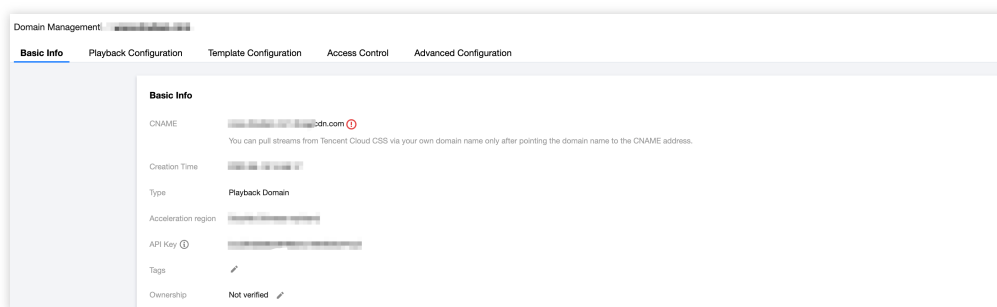 Domain Management
Basic Info Playback Configuration Template Configuration Access Control Advanced Configuration
Basic Info
CNAME cdn.com
You can pull streams from Tencent Cloud CSS via your own domain name only after pointing the domain name to the CNAME address.
Creation Time
Type Playback Domain
Acceleration region
API Key
Tags
Ownership Not verified